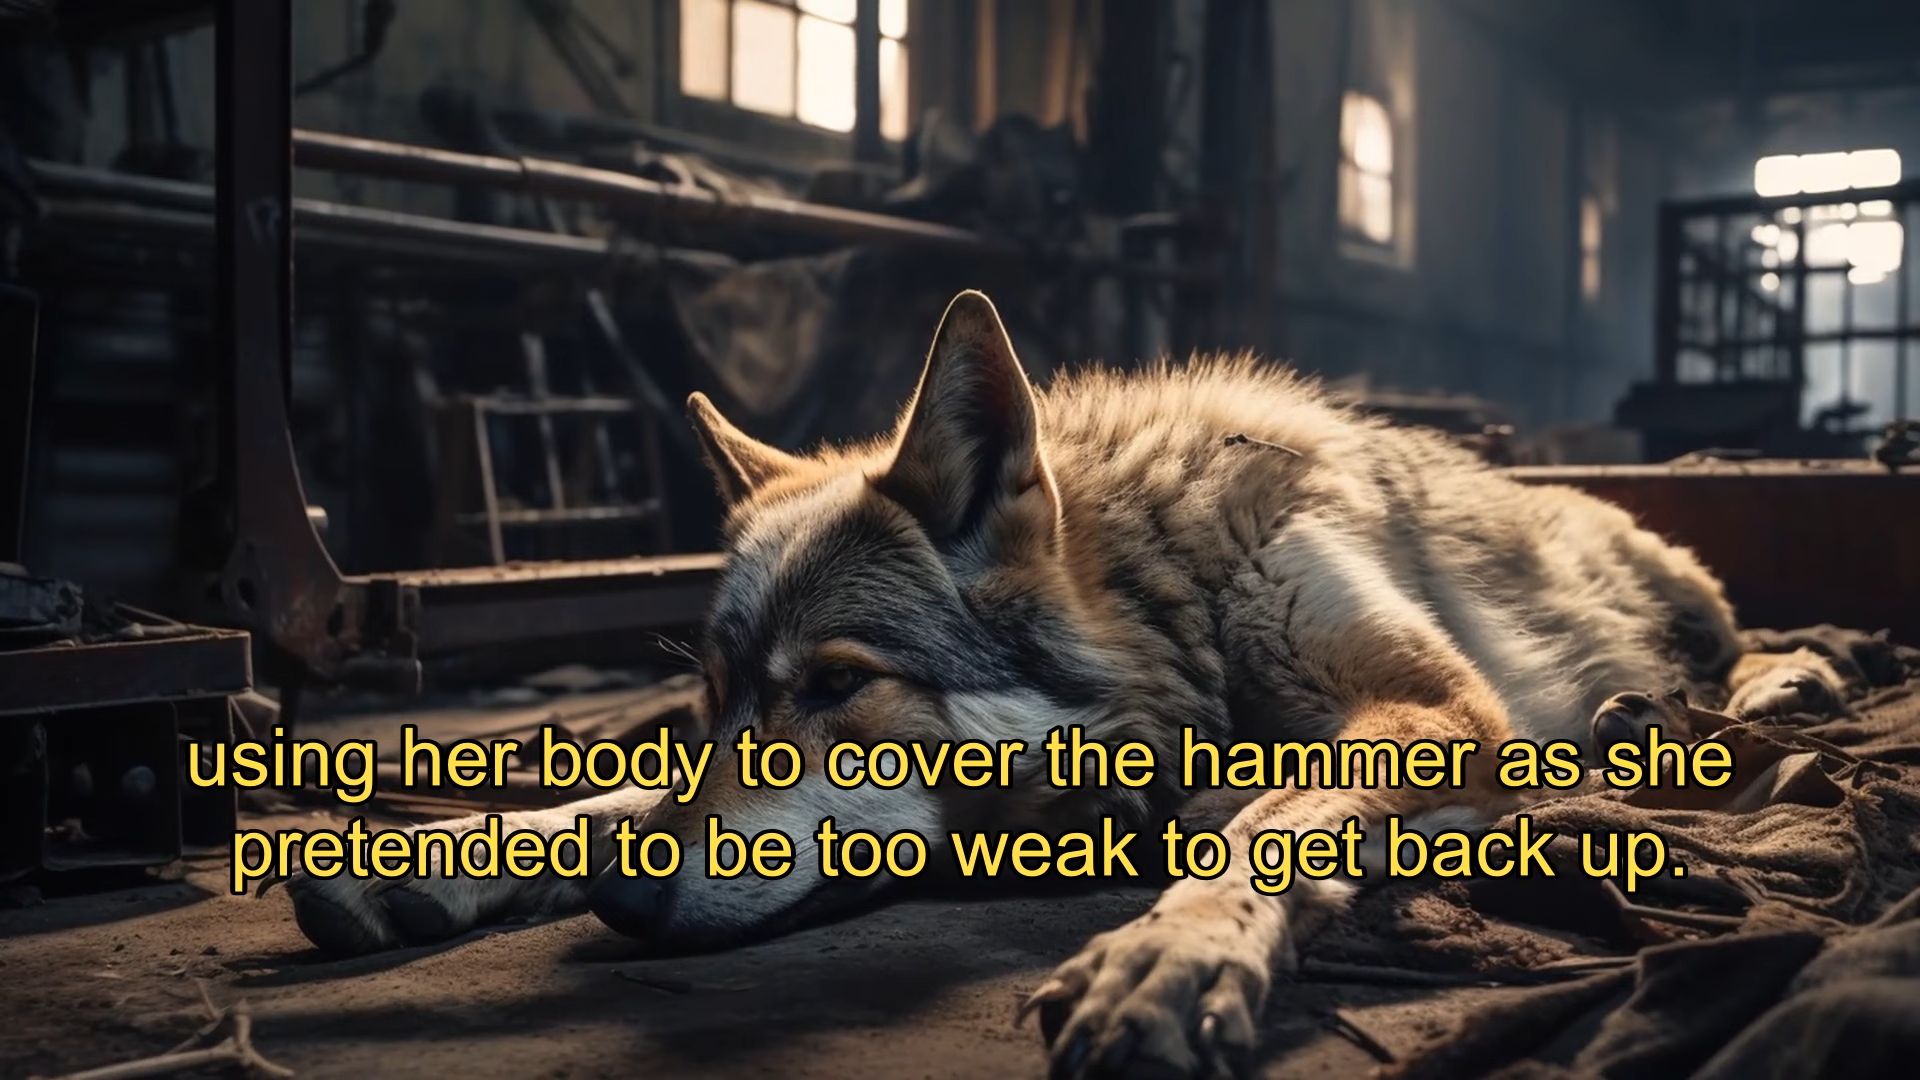 using her body to cover the hammer as she
pretended to be too weak to get back up.